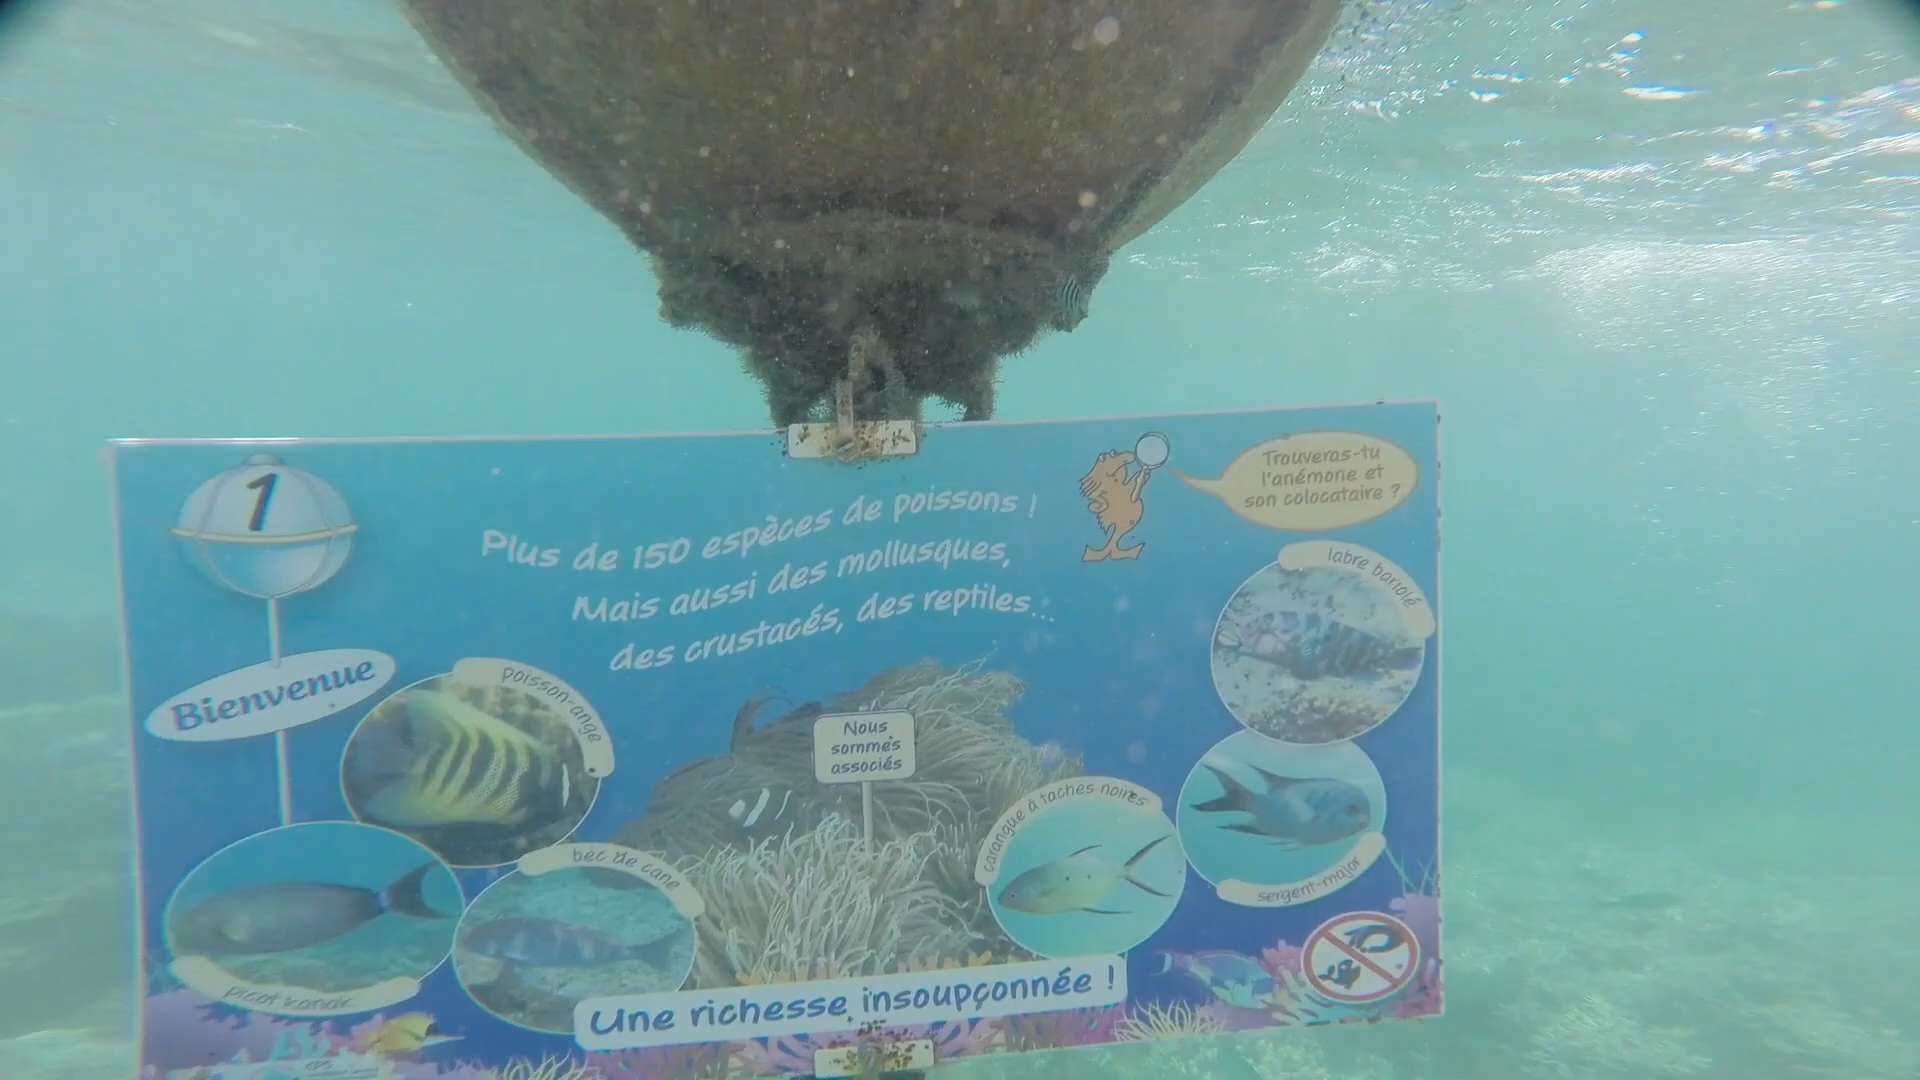 1
Trouveras-tu
l'anémone et
son colocataire ?
Plus de 150 espèces de poissons !
Mais aussi des mollusques,
des crustacés, des reptiles...
labre bariolé
Bienvenue
poisson-ange
Nous
sommes
associés
carangue à taches noires
bec de cane
sergent-major
picot kanak
Une richesse insoupçonnée !